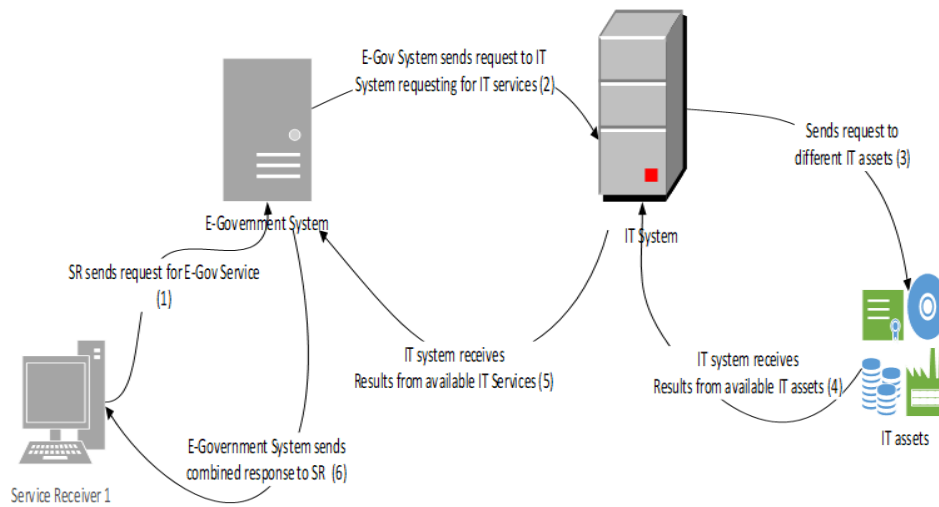 E-Gov System sends request to IT
System requesting for IT services (2)
Sends request to
different IT assets (3)
E-Government System
IT System
SR sends request for E-Gov Service
(1)
IT system receives
Results from available IT Services (5)
IT system receives
Results from available IT assets (4)
IT assets
E-Government System sends
combined response to SR (6)
Service Receiver 1